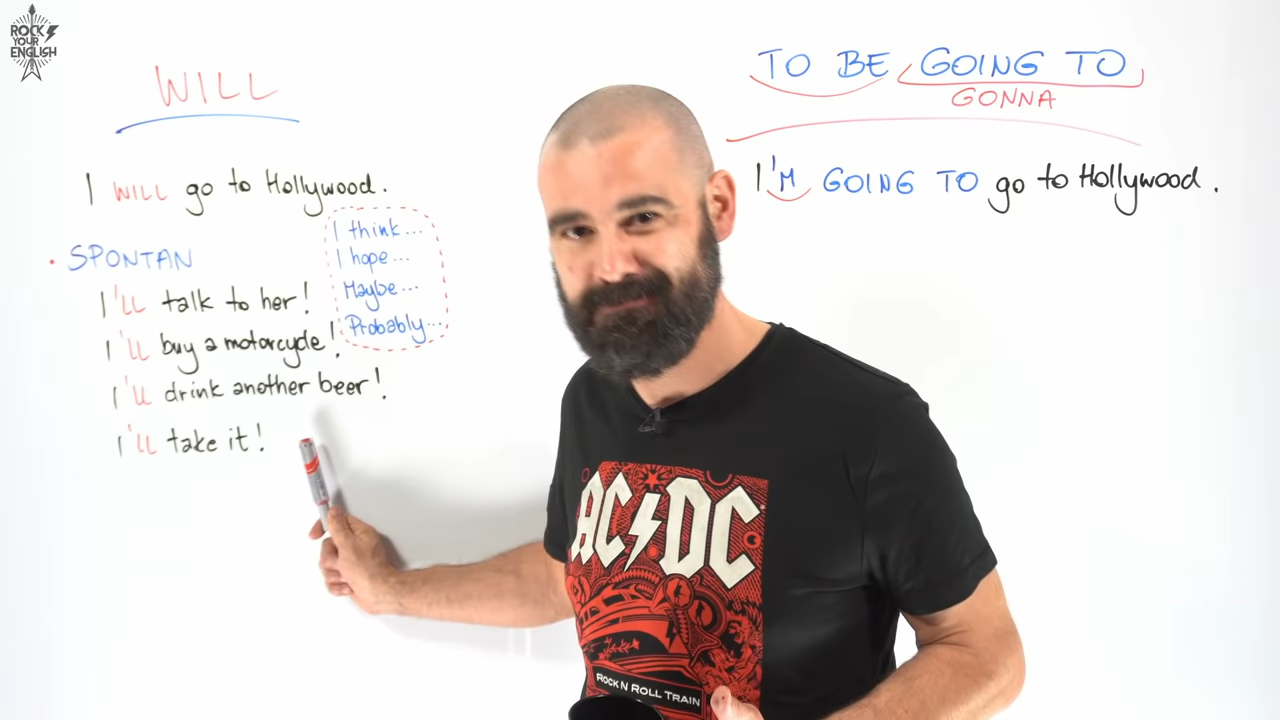 ROCK
YOUR
ENGLISH
WILL
I WILL go to Hollywood.
SPONTAN
I'll talk to her!
I'll buy a motorcycle!
I'll drink another beer!
I'll take it!
I think...
I hope...
Maybe...
Probably...
TO BE GOING TO
GONNA
I'M GOING TO go to Hollywood.
AC DC
ROCK N ROLL TRAIN